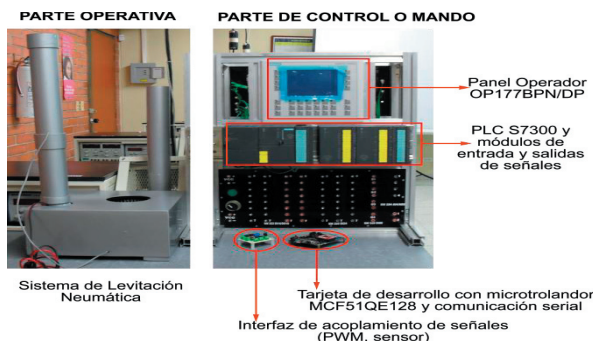 PARTE OPERATIVA
PARTE DE CONTROL O MANDO
Panel Operador
OP177BPN/DP
PLC S7300 y
módulos de
entrada y salidas
de señales
Sistema de Levitación
Neumática
Tarjeta de desarrollo con microtrolandor
MCF51QE128 y comunicación serial
Interfaz de acoplamiento de señales
(PWM, sensor)